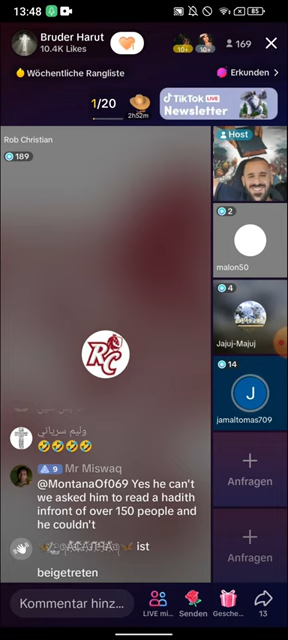 13:48
85
Bruder Harut
10.4K Likes
10+
10+
169
Wöchentliche Rangliste
Erkunden >
1/20
2h52m
TikTok LIVE
Newsletter
Rob Christian
189
Host
RC
2
malon50
4
Jajuj-Majuj
14
J
jamaltomas709
Anfragen
Anfragen
وليم سرياني
🤣🤣🤣🤣
9 Mr Miswaq
@MontanaOf069 Yes he can't
we asked him to read a hadith
infront of over 150 people and
he couldn't
ist
beigetreten
Kommentar hinz...
LIVE mi...
Senden
Gesche...
13